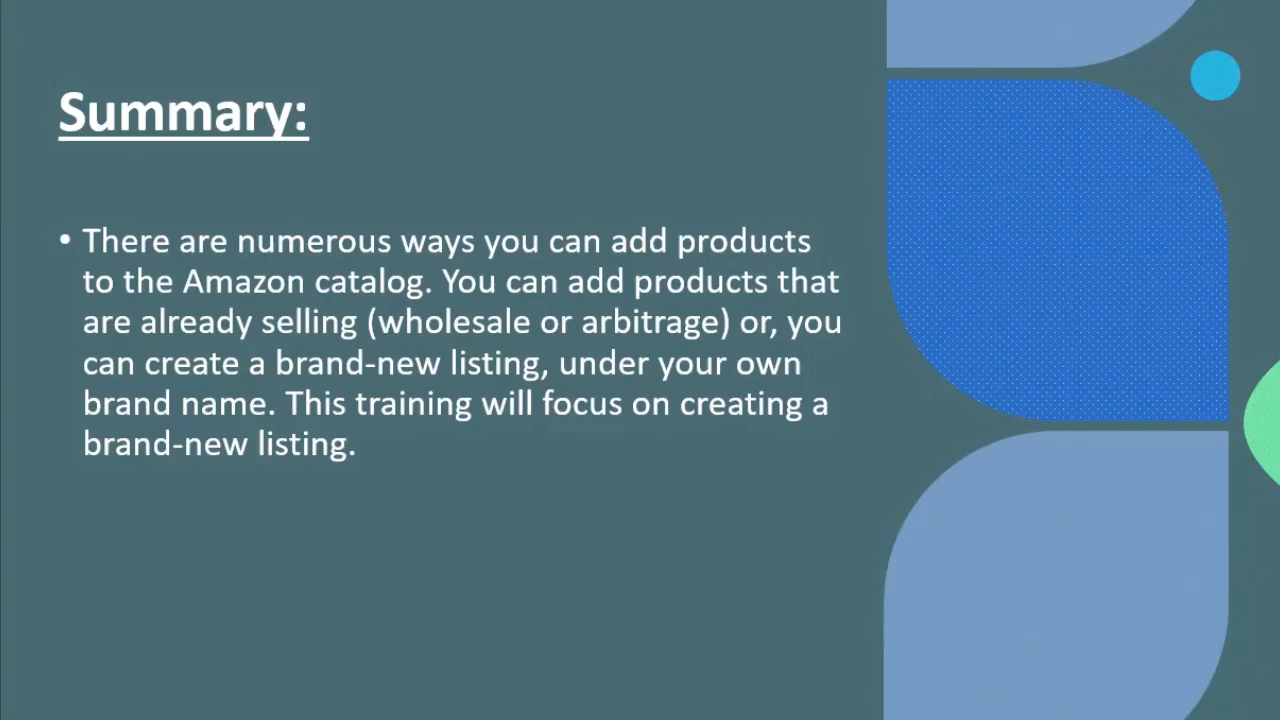 Summary:
• There are numerous ways you can add products
to the Amazon catalog. You can add products that
are already selling (wholesale or arbitrage) or, you
can create a brand-new listing, under your own
brand name. This training will focus on creating a
brand-new listing.